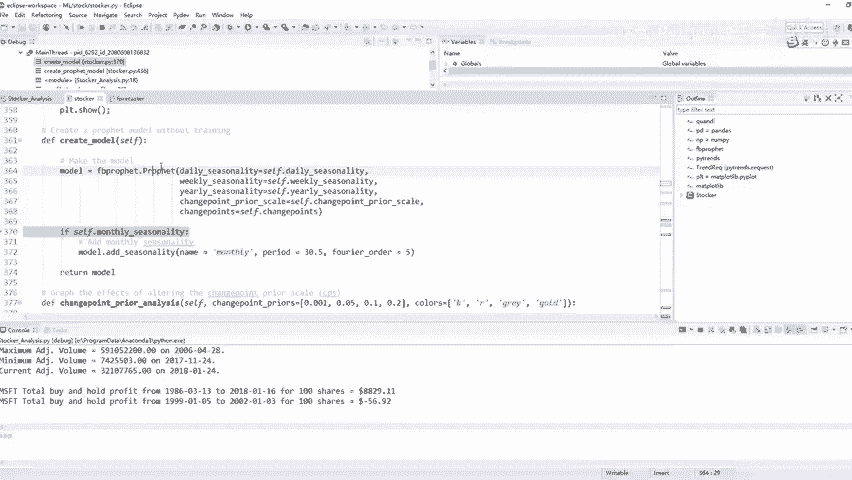 eclipse-workspace - ML/stock/stocker.py - Eclipse
File Edit Refactoring Source Navigate Search Project Pydev Run Window Help
Quick Access
Debug
Variables
Breakpoints
MainThread - pid_6292_id_2080698136032
Name Value
create_model [stocker.py:370]
Globals Global variables
create_prophet_model [stocker.py:456]
<module> [Stocker_Analysis.py:18]
Stocker_Analysis stocker forecaster
Outline
358 plt.show();
359
360 # Create a prophet model without training
361 def create_model(self):
362
363 # Make the model
364 model = fbprophet.Prophet(daily_seasonality=self.daily_seasonality,
365 weekly_seasonality=self.weekly_seasonality,
366 yearly_seasonality=self.yearly_seasonality,
367 changepoint_prior_scale=self.changepoint_prior_scale,
368 changepoints=self.changepoints)
369
370 if self.monthly_seasonality:
371 # Add monthly seasonality
372 model.add_seasonality(name = 'monthly', period = 30.5, fourier_order = 5)
373
374 return model
375
376 # Graph the effects of altering the changepoint prior scale (cps)
377 def changepoint_prior_analysis(self, changepoint_priors=[0.001, 0.05, 0.1, 0.2], colors=['b', 'r', 'grey', 'gold']):
type filter text
quandl
pd = pandas
np = numpy
fbprophet
pytrends
TrendReq (pytrends.request)
plt = matplotlib.pyplot
matplotlib
Stocker
Console Tasks
Stocker_Analysis.py [debug] [e:\ProgramData\Anaconda3\python.exe]
Maximum Adj. Volume = 591052200.00 on 2006-04-28.
Minimum Adj. Volume = 7425503.00 on 2017-11-24.
Current Adj. Volume = 32107765.00 on 2018-01-24.
MSFT Total buy and hold profit from 1986-03-13 to 2018-01-16 for 100 shares = $8829.11
MSFT Total buy and hold profit from 1999-01-05 to 2002-01-03 for 100 shares = $-56.92
Writable Insert 364 : 29